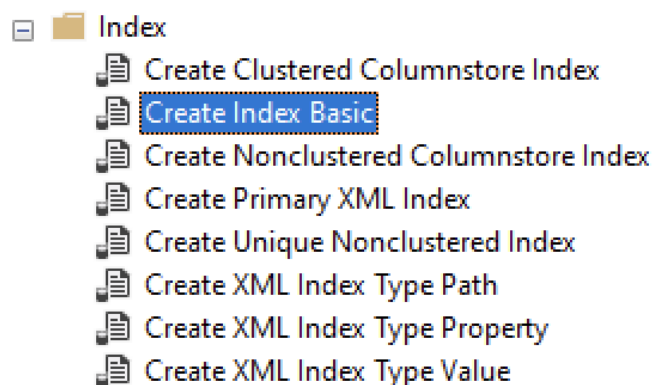 Index
Create Clustered Columnstore Index
Create Index Basic
Create Nonclustered Columnstore Index
Create Primary XML Index
Create Unique Nonclustered Index
Create XML Index Type Path
Create XML Index Type Property
Create XML Index Type Value